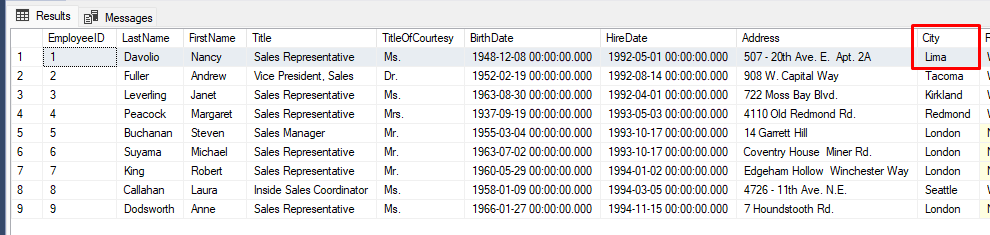 Results Messages
EmployeeID LastName FirstName Title TitleOfCourtesy BirthDate HireDate Address City
1 1 Davolio Nancy Sales Representative Ms. 1948-12-08 00:00:00.000 1992-05-01 00:00:00.000 507 - 20th Ave. E. Apt. 2A Lima
2 2 Fuller Andrew Vice President, Sales Dr. 1952-02-19 00:00:00.000 1992-08-14 00:00:00.000 908 W. Capital Way Tacoma
3 3 Leverling Janet Sales Representative Ms. 1963-08-30 00:00:00.000 1992-04-01 00:00:00.000 722 Moss Bay Blvd. Kirkland
4 4 Peacock Margaret Sales Representative Mrs. 1937-09-19 00:00:00.000 1993-05-03 00:00:00.000 4110 Old Redmond Rd. Redmond
5 5 Buchanan Steven Sales Manager Mr. 1955-03-04 00:00:00.000 1993-10-17 00:00:00.000 14 Garrett Hill London
6 6 Suyama Michael Sales Representative Mr. 1963-07-02 00:00:00.000 1993-10-17 00:00:00.000 Coventry House Miner Rd. London
7 7 King Robert Sales Representative Mr. 1960-05-29 00:00:00.000 1994-01-02 00:00:00.000 Edgeham Hollow Winchester Way London
8 8 Callahan Laura Inside Sales Coordinator Ms. 1958-01-09 00:00:00.000 1994-03-05 00:00:00.000 4726 - 11th Ave. N.E. Seattle
9 9 Dodsworth Anne Sales Representative Ms. 1966-01-27 00:00:00.000 1994-11-15 00:00:00.000 7 Houndstooth Rd. London